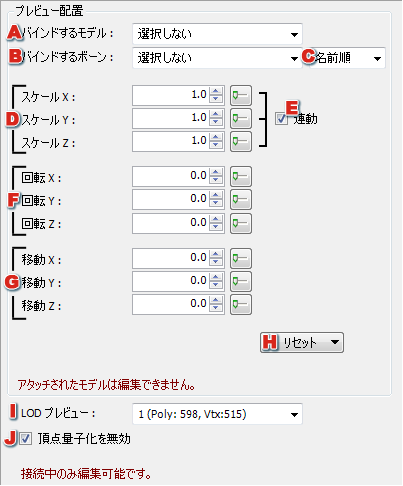 プレビュー配置
A バインドするモデル： 選択しない
B バインドするボーン： 選択しない C 名前順
スケール X： 1.0
D スケール Y： 1.0 E 連動
スケール Z： 1.0
回転 X： 0.0
F 回転 Y： 0.0
回転 Z： 0.0
移動 X： 0.0
G 移動 Y： 0.0
移動 Z： 0.0
H リセット
アタッチされたモデルは編集できません。
I LOD プレビュー： 1 (Poly: 598, Vtx:515)
J 頂点量子化を無効
接続中のみ編集可能です。